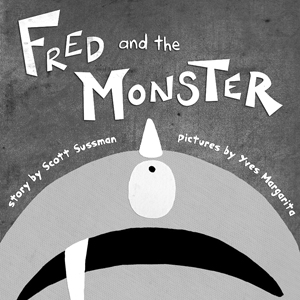 FRED and the
MONSTER
story by Scott Sussman
pictures by Yves Margarita